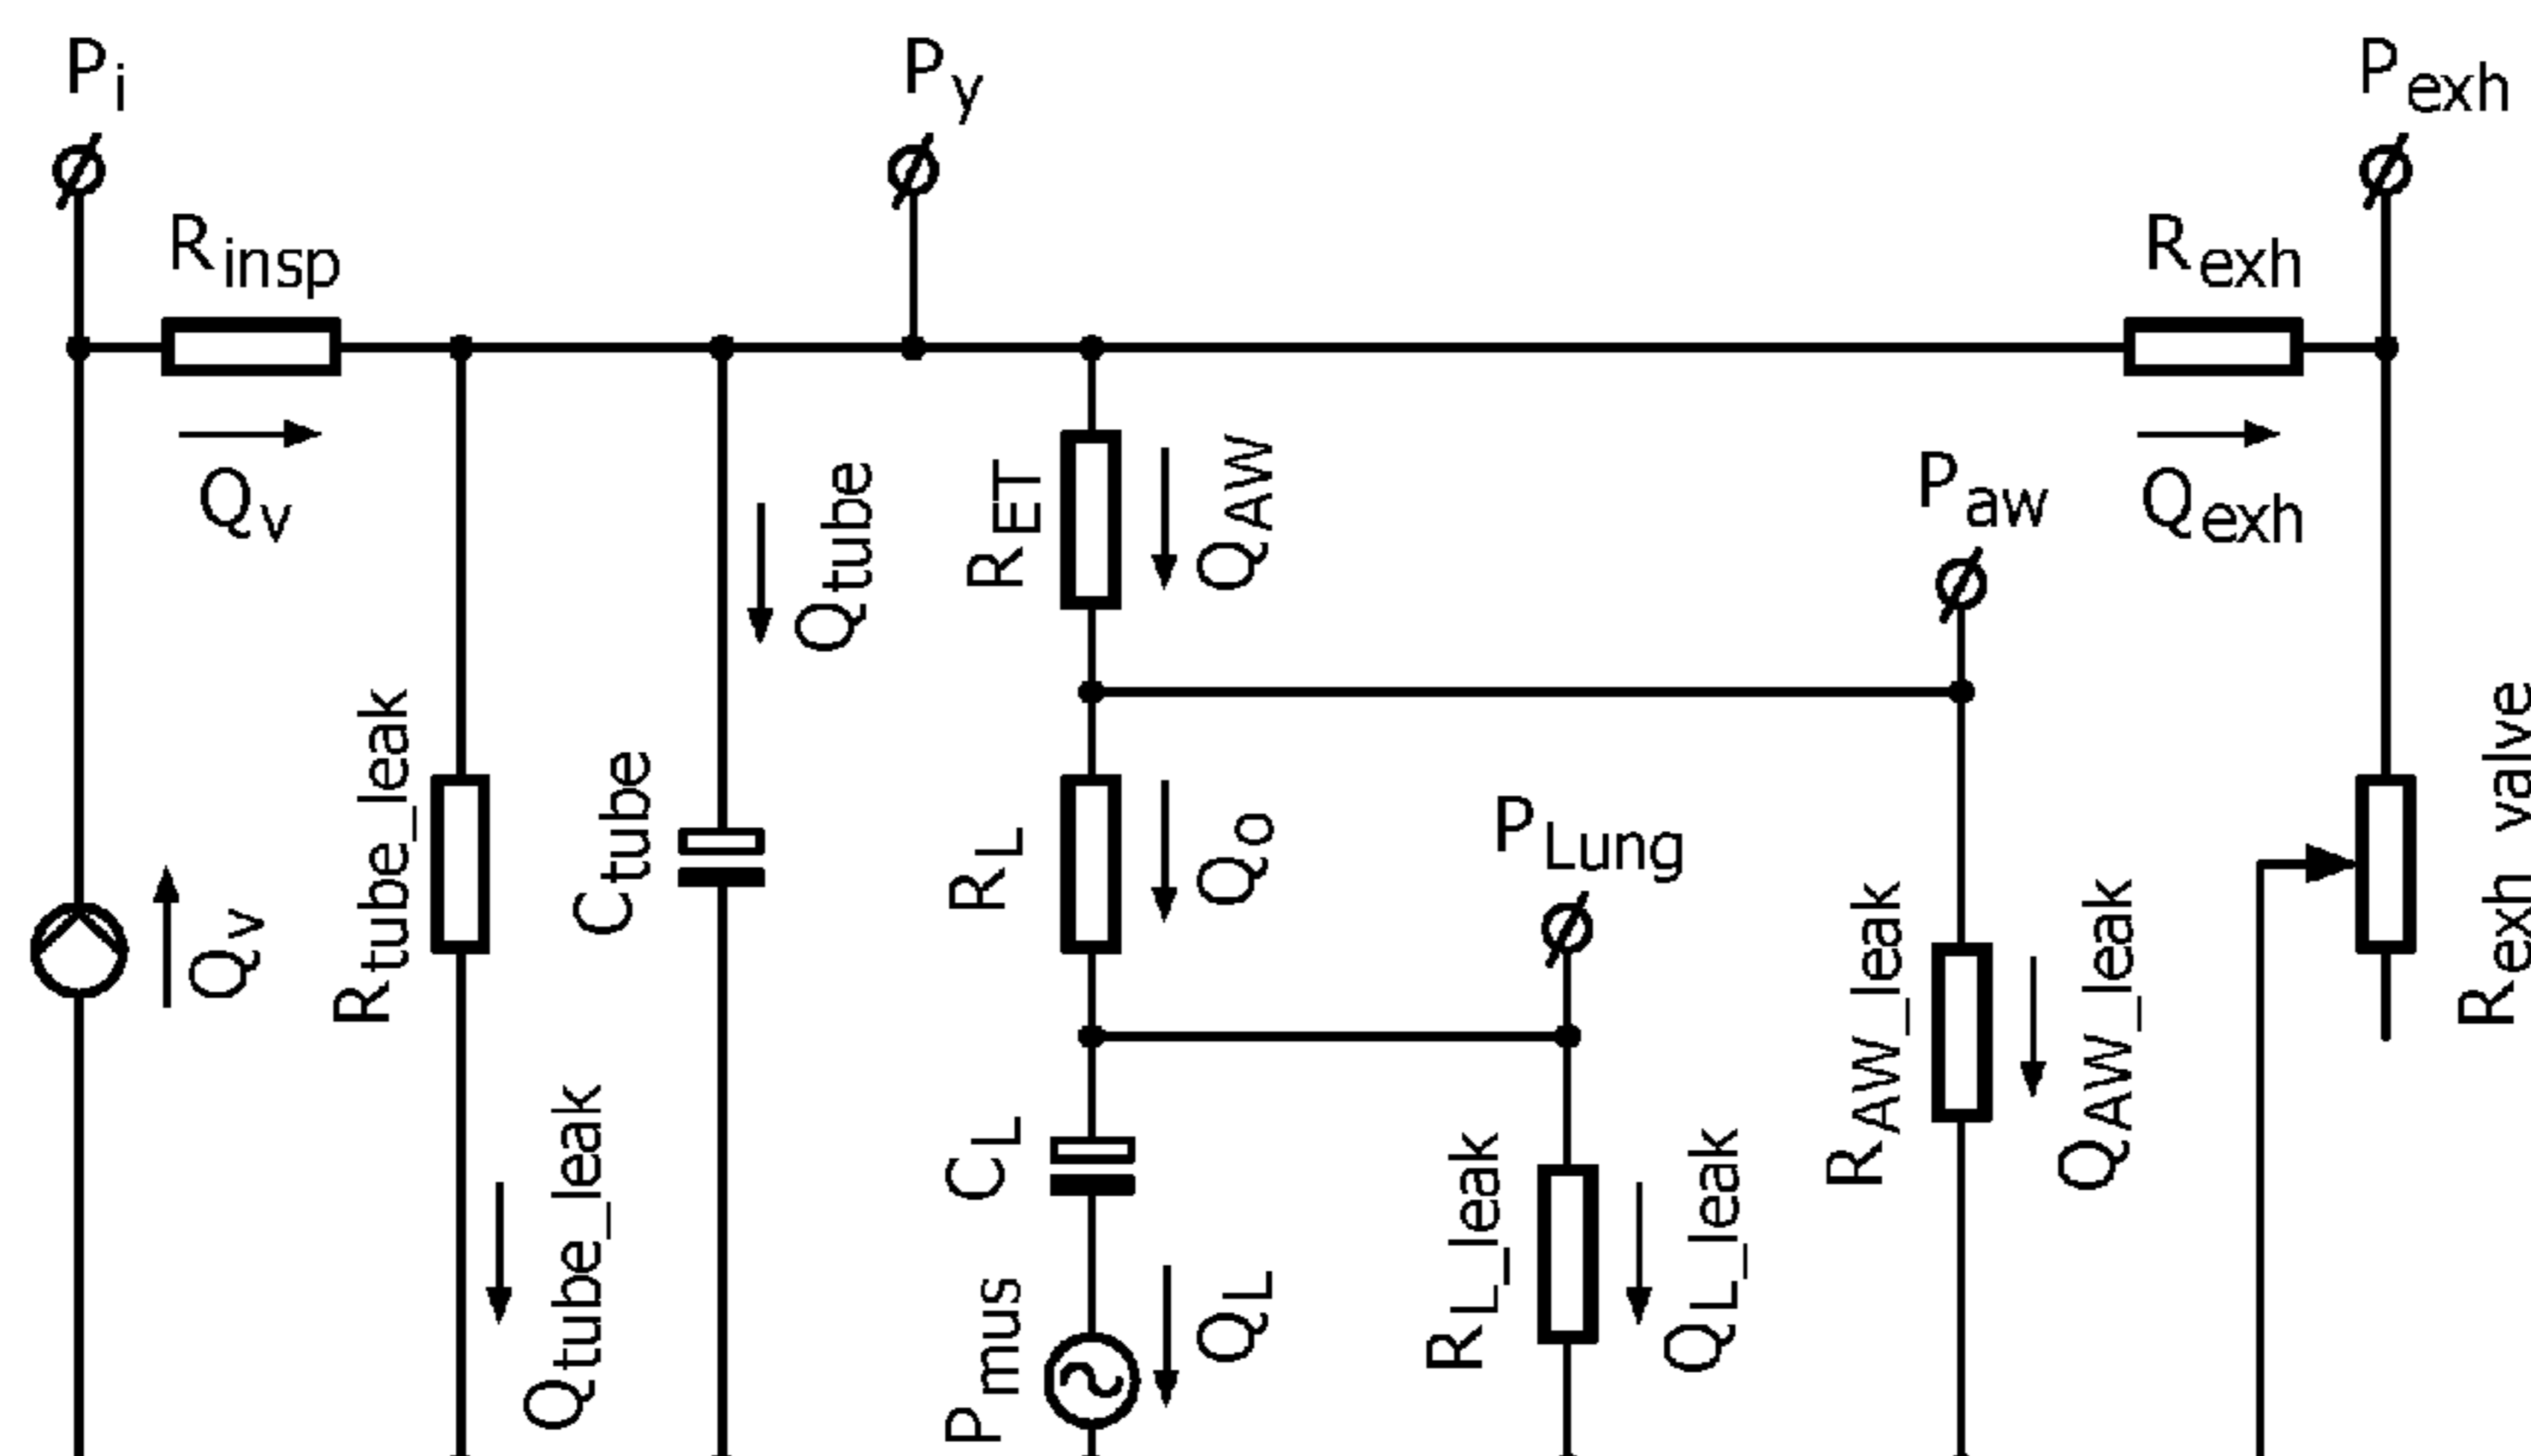 Pi
Py
Pexh
Rinsp
Rexh
Qv
Qtube
RET
QAW
Paw
Qexh
Rtube_leak
Ctube
RL
Qo
PLung
Rexh_valve
Qv
RAW_leak
QAW_leak
Qtube_leak
CL
RL_leak
QL_leak
Pmus
QL